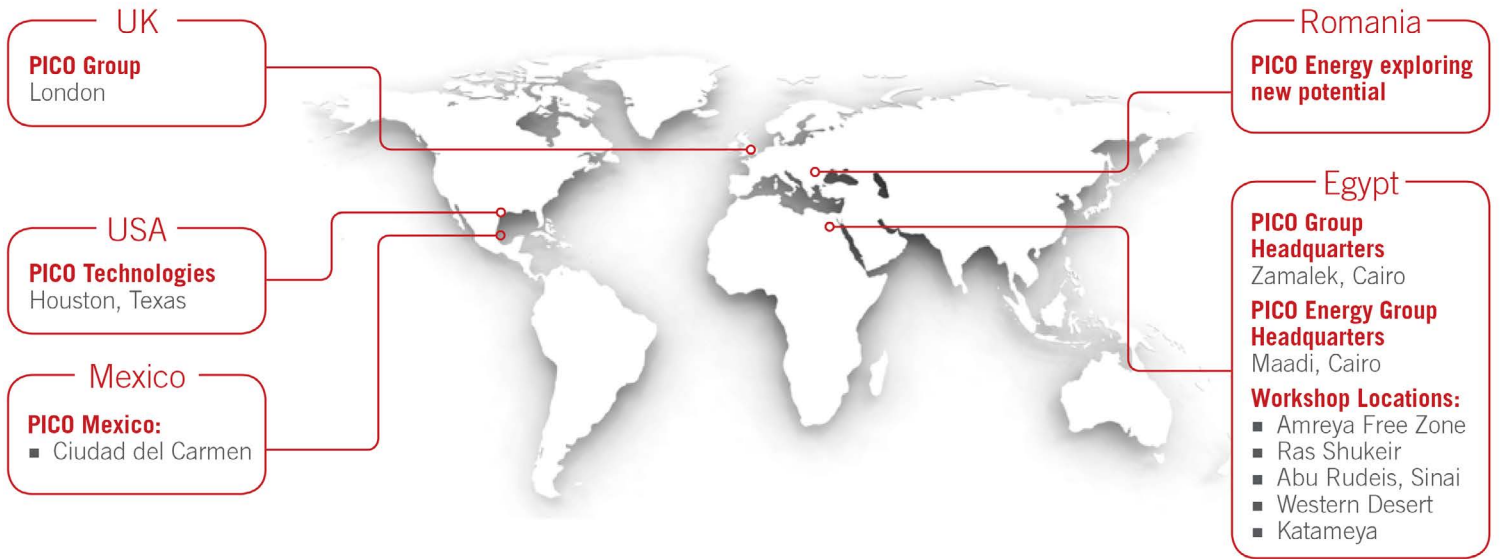 UK
PICO Group
London
USA
PICO Technologies
Houston, Texas
Mexico
PICO Mexico:
▪ Ciudad del Carmen
Romania
PICO Energy exploring
new potential
Egypt
PICO Group
Headquarters
Zamalek, Cairo
PICO Energy Group
Headquarters
Maadi, Cairo
Workshop Locations:
▪ Amreya Free Zone
▪ Ras Shukeir
▪ Abu Rudeis, Sinai
▪ Western Desert
▪ Katameya